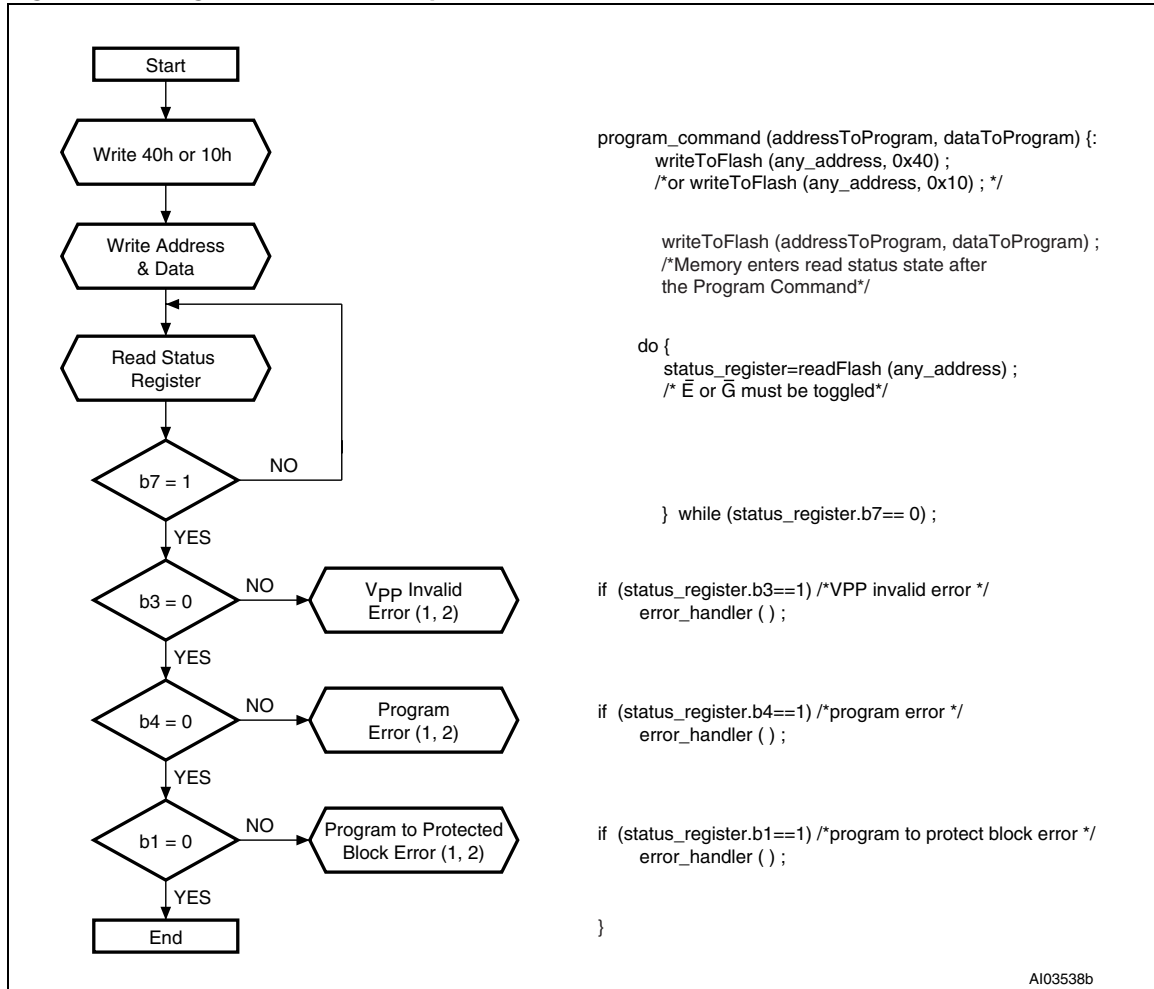 Start
Write 40h or 10h
Write Address
& Data
Read Status
Register
b7 = 1
NO
YES
b3 = 0
NO
VPP Invalid
Error (1, 2)
YES
b4 = 0
NO
Program
Error (1, 2)
YES
b1 = 0
NO
Program to Protected
Block Error (1, 2)
YES
End
program_command (addressToProgram, dataToProgram) {:
writeToFlash (any_address, 0x40) ;
/*or writeToFlash (any_address, 0x10) ; */
writeToFlash (addressToProgram, dataToProgram) ;
/*Memory enters read status state after
the Program Command*/
do {
status_register=readFlash (any_address) ;
/* E̅ or G̅ must be toggled*/
} while (status_register.b7== 0) ;
if (status_register.b3==1) /*VPP invalid error */
error_handler ( ) ;
if (status_register.b4==1) /*program error */
error_handler ( ) ;
if (status_register.b1==1) /*program to protect block error */
error_handler ( ) ;
}
AI03538b